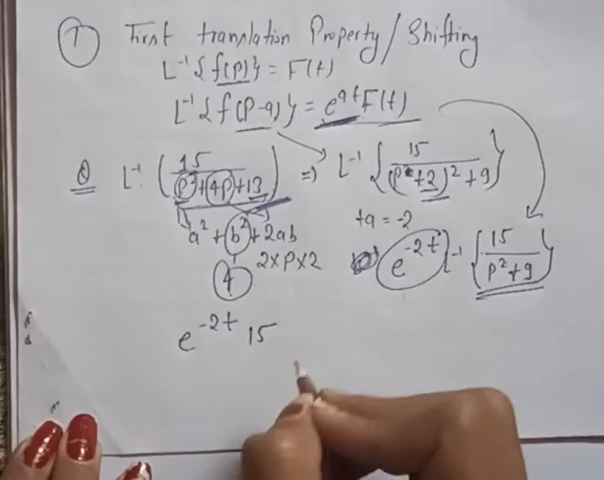 ① First translation Property/Shifting
L⁻¹{f(p)} = F(t)
L⁻¹{f(p-a)} = e^{at}F(t)
Q L⁻¹ (15/(p²+4p+13)) => L⁻¹ {15/((p+2)²+9)}
a²+b²+2ab
+a = -2
2×p×2
4
e^{-2t} L⁻¹ {15/(p²+9)}
e^{-2t} 15